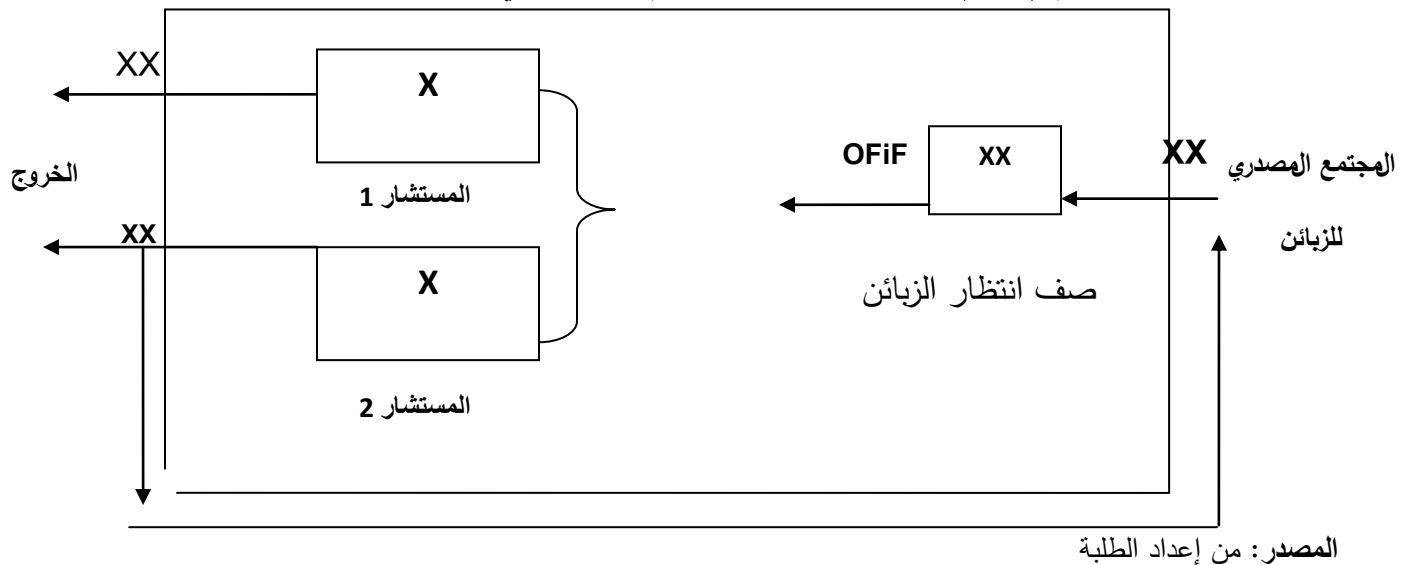 XX
X
المستشار 1
الخروج
XX
X
المستشار 2
OFiF
XX
صف انتظار الزبائن
XX
المجتمع المصدري
للزبائن
المصدر: من إعداد الطلبة